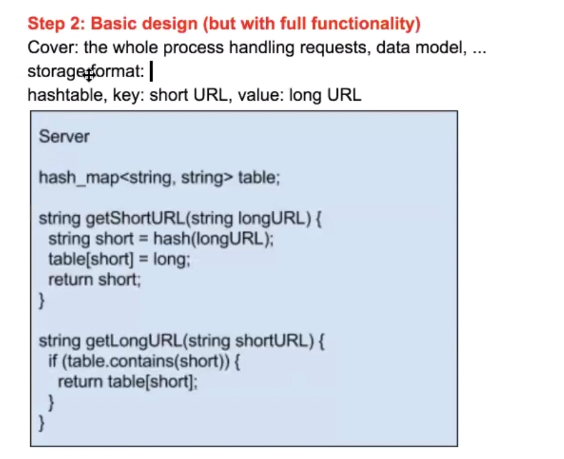 Step 2: Basic design (but with full functionality)
Cover: the whole process handling requests, data model, ...
storage format:
hashtable, key: short URL, value: long URL
Server
hash_map<string, string> table;
string getShortURL(string longURL) {
string short = hash(longURL);
table[short] = long;
return short;
}
string getLongURL(string shortURL) {
if (table.contains(short)) {
return table[short];
}
}